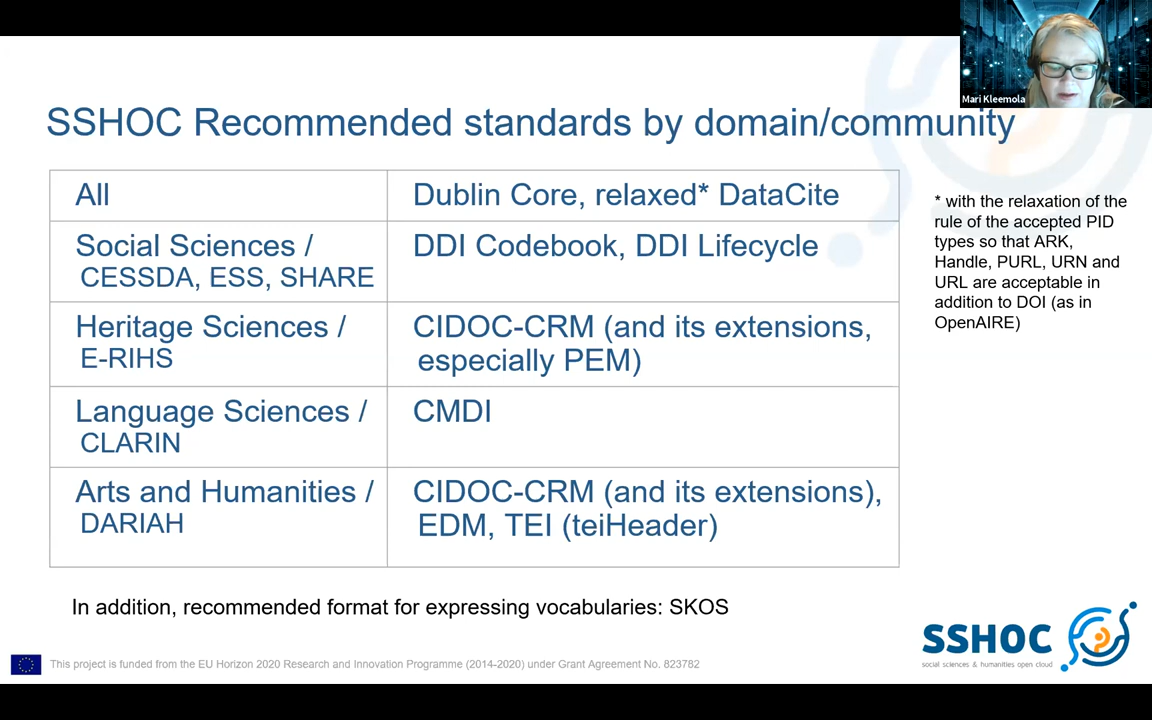 Mari Kleemola
SSHOC Recommended standards by domain/community
All
Dublin Core, relaxed* DataCite
Social Sciences /
CESSDA, ESS, SHARE
DDI Codebook, DDI Lifecycle
Heritage Sciences /
E-RIHS
CIDOC-CRM (and its extensions,
especially PEM)
Language Sciences /
CLARIN
CMDI
Arts and Humanities /
DARIAH
CIDOC-CRM (and its extensions),
EDM, TEI (teiHeader)
* with the relaxation of the
rule of the accepted PID
types so that ARK,
Handle, PURL, URN and
URL are acceptable in
addition to DOI (as in
OpenAIRE)
In addition, recommended format for expressing vocabularies: SKOS
SSHOC
social sciences & humanities open cloud
This project is funded from the EU Horizon 2020 Research and Innovation Programme (2014-2020) under Grant Agreement No. 823782